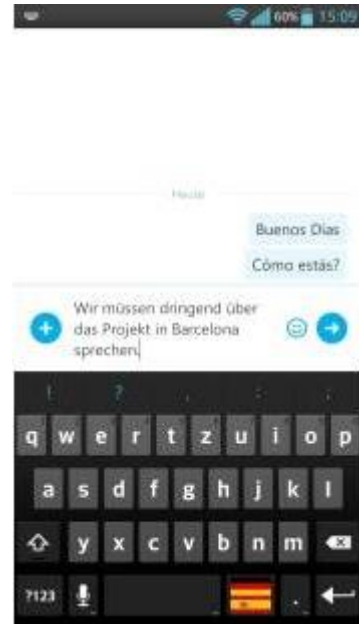 60% 15:09
Heute
Buenos Dias
Cómo estás?
Wir müssen dringend über
das Projekt in Barcelona
sprechen.
! ? , : ;
q w e r t z u i o p
a s d f g h j k l
y x c v b n m
?123 .